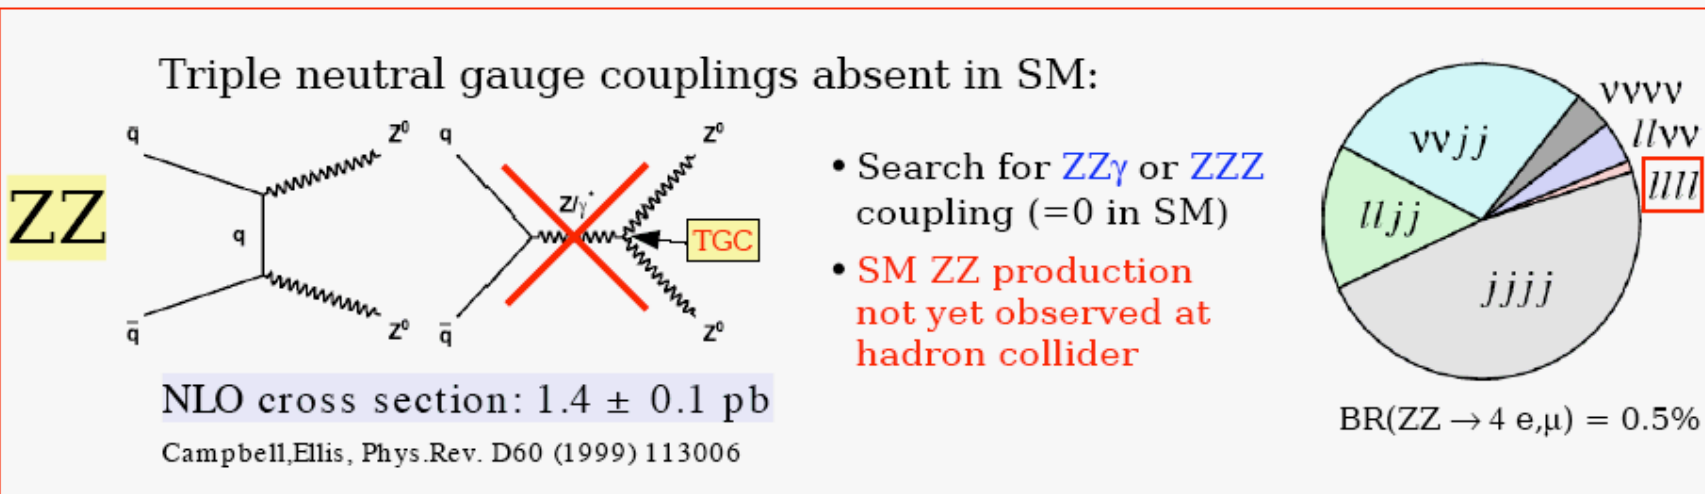 Triple neutral gauge couplings absent in SM:
ZZ
q̄
Z⁰
q
q̄
Z⁰
q
Z⁰
Z/γ*
TGC
q̄
Z⁰
• Search for ZZγ or ZZZ
coupling (=0 in SM)
• SM ZZ production
not yet observed at
hadron collider
NLO cross section: 1.4 ± 0.1 pb
Campbell,Ellis, Phys.Rev. D60 (1999) 113006
νννν
llνν
llll
ννjj
lljj
jjjj
BR(ZZ → 4 e,μ) = 0.5%